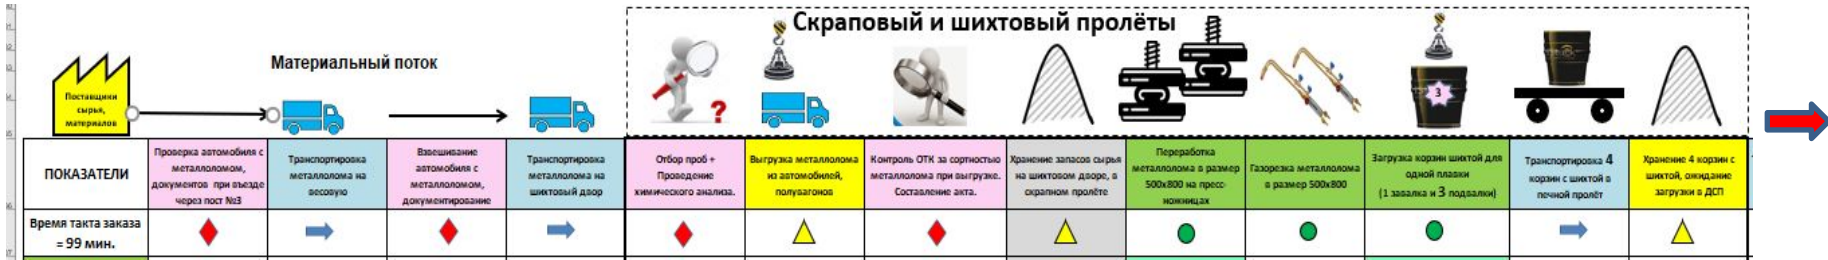 Скраповый и шихтовый пролёты
Материальный поток
Поставщики
сырья,
материалов
?
3
ПОКАЗАТЕЛИ
Проверка автомобиля с
металлоломом,
документов при въезде
через пост №3
Транспортировка
металлолома на
весовую
Взвешивание
автомобиля с
металлоломом,
документирование
Транспортировка
металлолома на
шихтовый двор
Отбор проб +
Проведение
химического анализа.
Выгрузка металлолома
из автомобилей,
полувагонов
Контроль ОТК за сортностью
металлолома при выгрузке.
Составление акта.
Хранение запасов сырья
на шихтовом дворе, в
скрапном пролёте
Переработка
металлолома в размер
500х800 на пресс-
ножницах
Газорезка металлолома
в размер 500х800
Загрузка корзин шихтой для
одной плавки
(1 завалка и 3 подвалки)
Транспортировка 4
корзин с шихтой в
печной пролёт
Хранение 4 корзин с
шихтой, ожидание
загрузки в ДСП
Время такта заказа
= 99 мин.